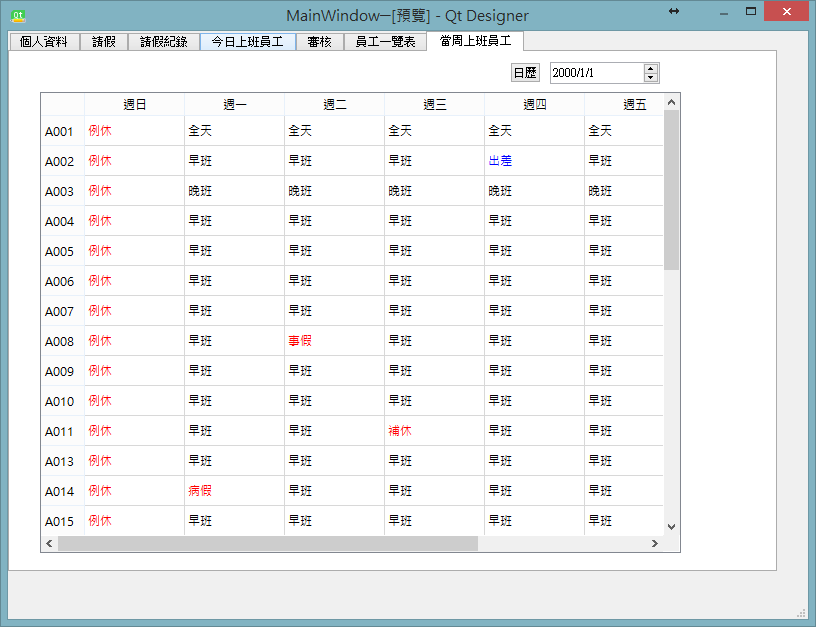 Qt MainWindow─[預覽] - Qt Designer
個人資料 請假 請假紀錄 今日上班員工 審核 員工一覽表 當周上班員工
日歷 2000/1/1
週日 週一 週二 週三 週四 週五
A001 例休 全天 全天 全天 全天 全天
A002 例休 早班 早班 早班 出差 早班
A003 例休 晚班 晚班 晚班 晚班 晚班
A004 例休 早班 早班 早班 早班 早班
A005 例休 早班 早班 早班 早班 早班
A006 例休 早班 早班 早班 早班 早班
A007 例休 早班 早班 早班 早班 早班
A008 例休 早班 事假 早班 早班 早班
A009 例休 早班 早班 早班 早班 早班
A010 例休 早班 早班 早班 早班 早班
A011 例休 早班 早班 補休 早班 早班
A013 例休 早班 早班 早班 早班 早班
A014 例休 病假 早班 早班 早班 早班
A015 例休 早班 早班 早班 早班 早班